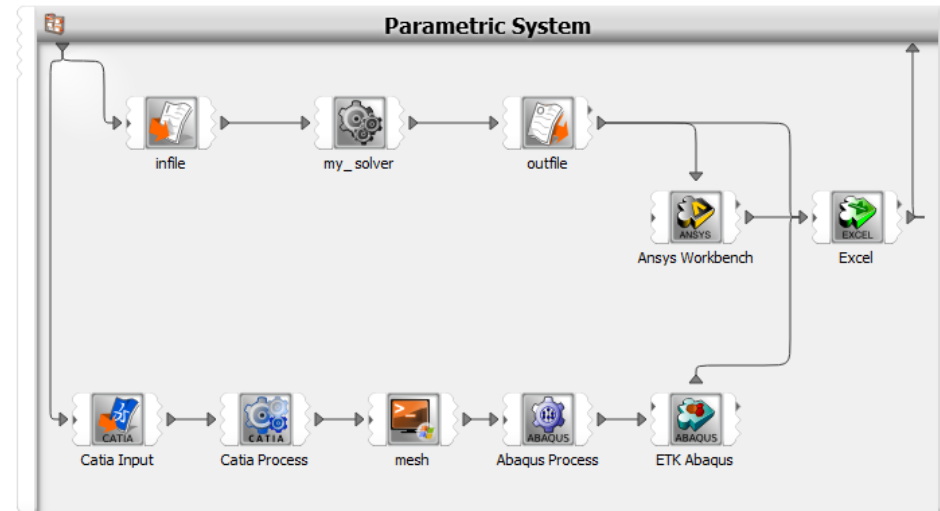 Parametric System
infile
my_solver
outfile
ANSYS
Ansys Workbench
EXCEL
Excel
CATIA
Catia Input
CATIA
Catia Process
>_
mesh
ABAQUS
Abaqus Process
ABAQUS
ETK Abaqus